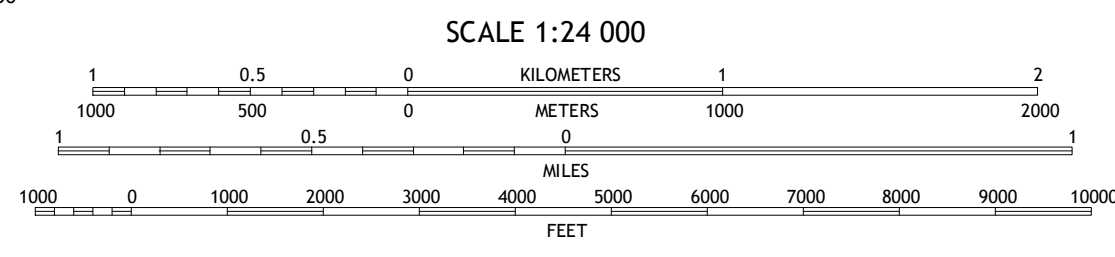 SCALE 1:24 000
1 0.5 0 KILOMETERS 1 2
1000 500 0 METERS 1000 2000
1 0.5 0 1
MILES
1000 0 1000 2000 3000 4000 5000 6000 7000 8000 9000 10000
FEET